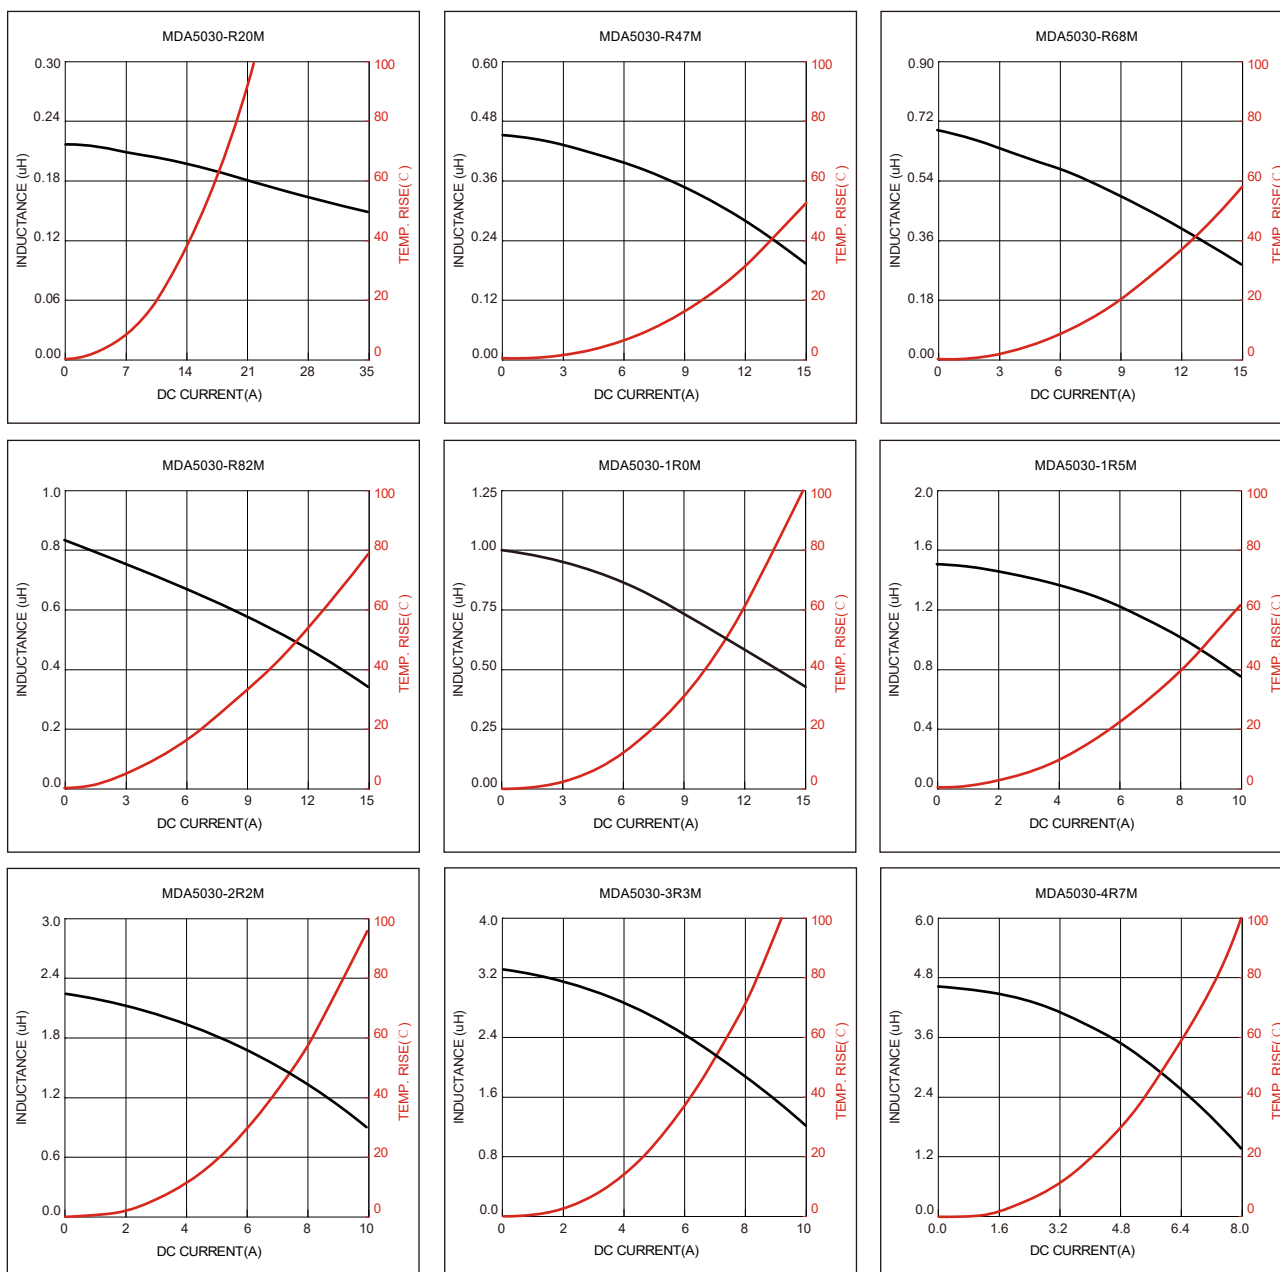 MDA5030-R20M
0.30
0.24
0.18
0.12
0.06
0.00
INDUCTANCE (uH)
100
80
60
40
20
0
TEMP. RISE(℃)
0 7 14 21 28 35
DC CURRENT(A)
MDA5030-R47M
0.60
0.48
0.36
0.24
0.12
0.00
INDUCTANCE (uH)
100
80
60
40
20
0
TEMP. RISE(℃)
0 3 6 9 12 15
DC CURRENT(A)
MDA5030-R68M
0.90
0.72
0.54
0.36
0.18
0.00
INDUCTANCE (uH)
100
80
60
40
20
0
TEMP. RISE(℃)
0 3 6 9 12 15
DC CURRENT(A)
MDA5030-R82M
1.0
0.8
0.6
0.4
0.2
0.0
INDUCTANCE (uH)
100
80
60
40
20
0
TEMP. RISE(℃)
0 3 6 9 12 15
DC CURRENT(A)
MDA5030-1R0M
1.25
1.00
0.75
0.50
0.25
0.00
INDUCTANCE (uH)
100
80
60
40
20
0
TEMP. RISE(℃)
0 3 6 9 12 15
DC CURRENT(A)
MDA5030-1R5M
2.0
1.6
1.2
0.8
0.4
0.0
INDUCTANCE (uH)
100
80
60
40
20
0
TEMP. RISE(℃)
0 2 4 6 8 10
DC CURRENT(A)
MDA5030-2R2M
3.0
2.4
1.8
1.2
0.6
0.0
INDUCTANCE (uH)
100
80
60
40
20
0
TEMP. RISE(℃)
0 2 4 6 8 10
DC CURRENT(A)
MDA5030-3R3M
4.0
3.2
2.4
1.6
0.8
0.0
INDUCTANCE (uH)
100
80
60
40
20
0
TEMP. RISE(℃)
0 2 4 6 8 10
DC CURRENT(A)
MDA5030-4R7M
6.0
4.8
3.6
2.4
1.2
0.0
INDUCTANCE (uH)
100
80
60
40
20
0
TEMP. RISE(℃)
0.0 1.6 3.2 4.8 6.4 8.0
DC CURRENT(A)